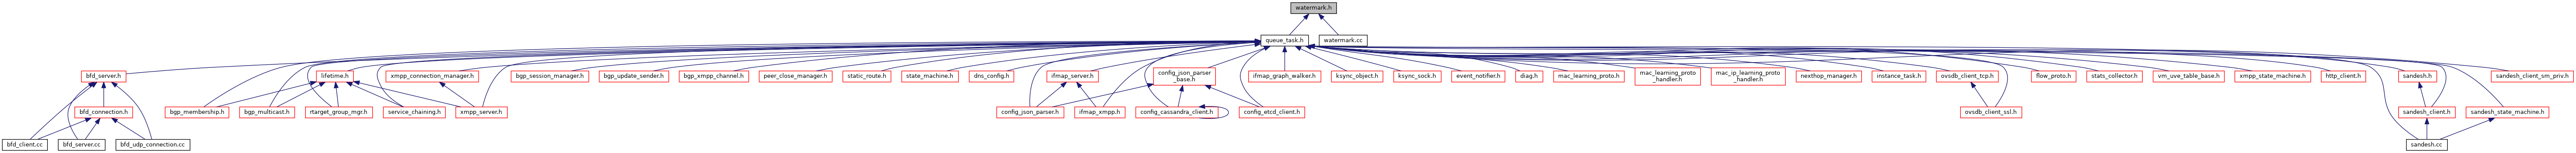 watermark.h
queue_task.h
watermark.cc
bfd_server.h
lifetime.h
xmpp_connection_manager.h
bgp_session_manager.h
bgp_update_sender.h
bgp_xmpp_channel.h
peer_close_manager.h
static_route.h
state_machine.h
dns_config.h
ifmap_server.h
config_json_parser
_base.h
ifmap_graph_walker.h
ksync_object.h
ksync_sock.h
event_notifier.h
diag.h
mac_learning_proto.h
mac_learning_proto
_handler.h
mac_ip_learning_proto
_handler.h
nexthop_manager.h
instance_task.h
ovsdb_client_tcp.h
flow_proto.h
stats_collector.h
vm_uve_table_base.h
xmpp_state_machine.h
http_client.h
sandesh.h
sandesh_client_sm_priv.h
bfd_connection.h
bgp_membership.h
bgp_multicast.h
rtarget_group_mgr.h
service_chaining.h
xmpp_server.h
config_json_parser.h
ifmap_xmpp.h
config_cassandra_client.h
config_etcd_client.h
ovsdb_client_ssl.h
sandesh_client.h
sandesh_state_machine.h
bfd_client.cc
bfd_server.cc
bfd_udp_connection.cc
sandesh.cc